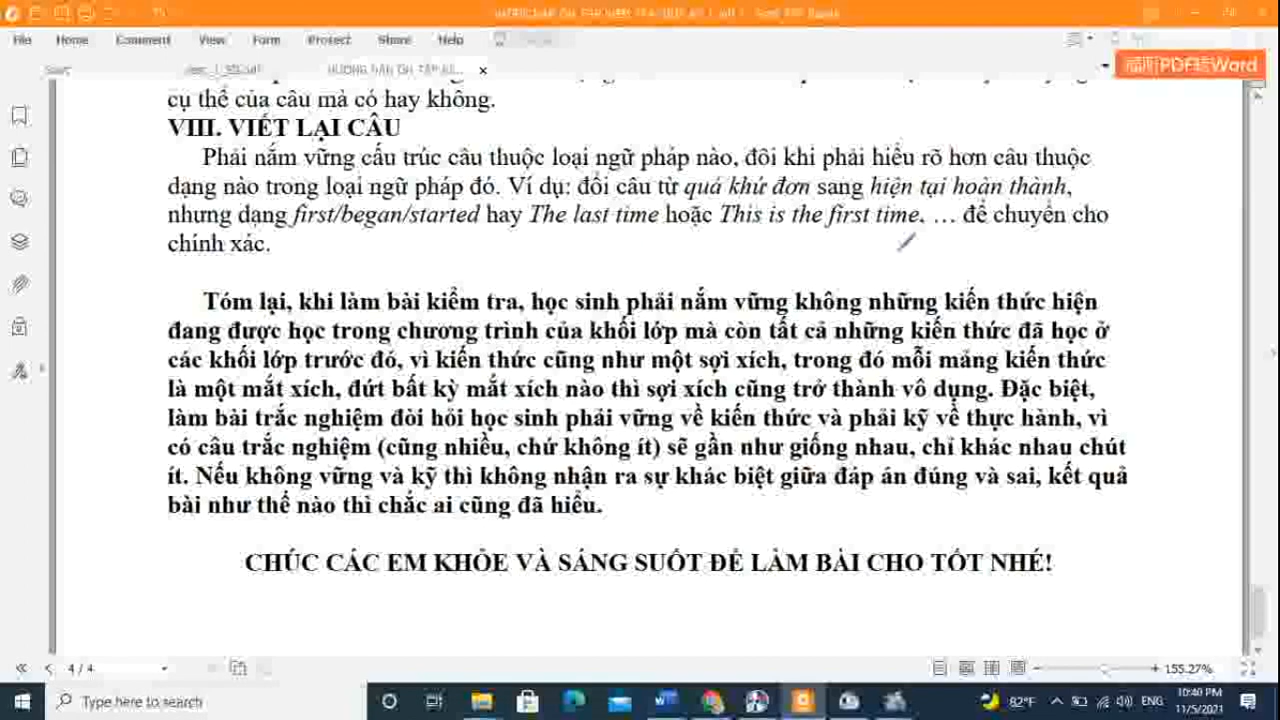 File Home Comment View Form Protect Share Help
PDF转Word
cụ thể của câu mà có hay không.
VIII. VIẾT LẠI CÂU
Phải nắm vững cấu trúc câu thuộc loại ngữ pháp nào, đôi khi phải hiểu rõ hơn câu thuộc
dạng nào trong loại ngữ pháp đó. Ví dụ: đổi câu từ quá khứ đơn sang hiện tại hoàn thành,
nhưng dạng first/began/started hay The last time hoặc This is the first time, … để chuyển cho
chính xác.
Tóm lại, khi làm bài kiểm tra, học sinh phải nắm vững không những kiến thức hiện
đang được học trong chương trình của khối lớp mà còn tất cả những kiến thức đã học ở
các khối lớp trước đó, vì kiến thức cũng như một sợi xích, trong đó mỗi mảng kiến thức
là một mắt xích, đứt bất kỳ mắt xích nào thì sợi xích cũng trở thành vô dụng. Đặc biệt,
làm bài trắc nghiệm đòi hỏi học sinh phải vững về kiến thức và phải kỹ về thực hành, vì
có câu trắc nghiệm (cũng nhiều, chứ không ít) sẽ gần như giống nhau, chỉ khác nhau chút
ít. Nếu không vững và kỹ thì không nhận ra sự khác biệt giữa đáp án đúng và sai, kết quả
bài như thế nào thì chắc ai cũng đã hiểu.
CHÚC CÁC EM KHỎE VÀ SÁNG SUỐT ĐỂ LÀM BÀI CHO TỐT NHÉ!
4 / 4
155.27%
Type here to search
82°F
ENG
10:40 PM
11/5/2021